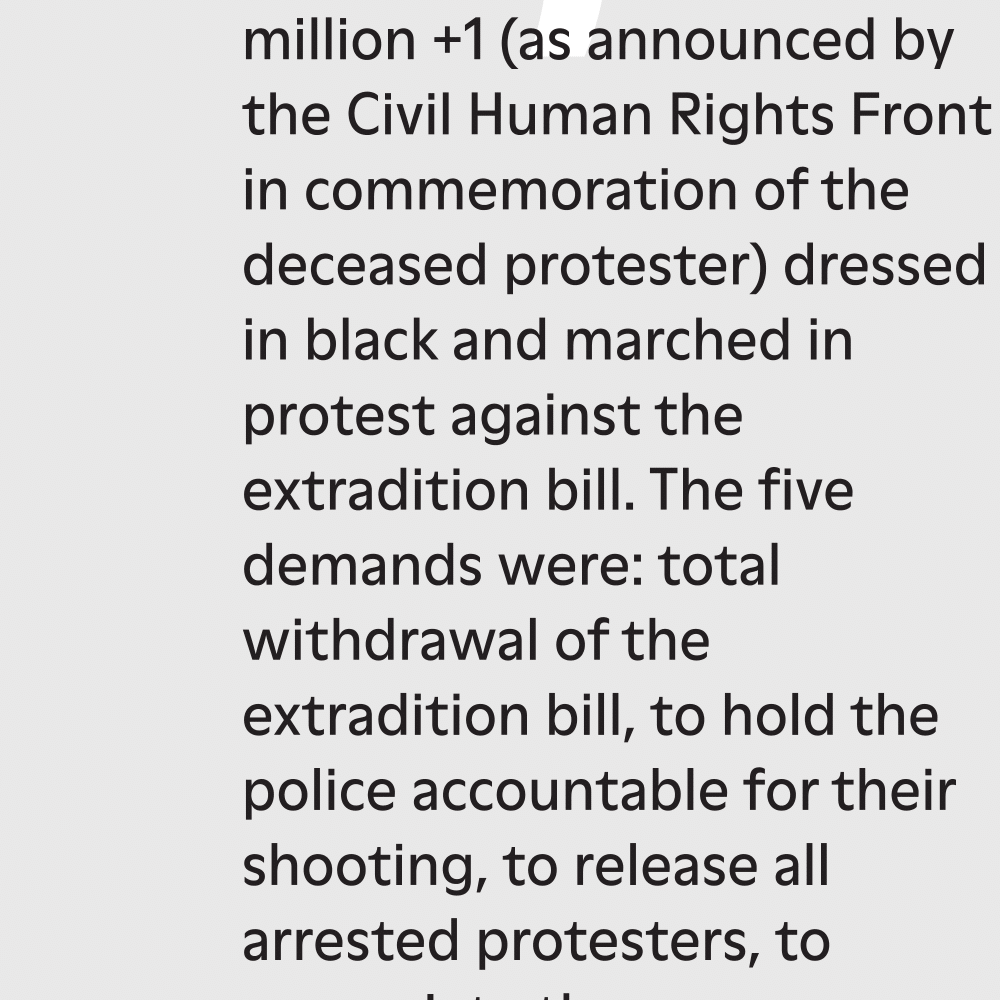 million +1 (as announced by
the Civil Human Rights Front
in commemoration of the
deceased protester) dressed
in black and marched in
protest against the
extradition bill. The five
demands were: total
withdrawal of the
extradition bill, to hold the
police accountable for their
shooting, to release all
arrested protesters, to